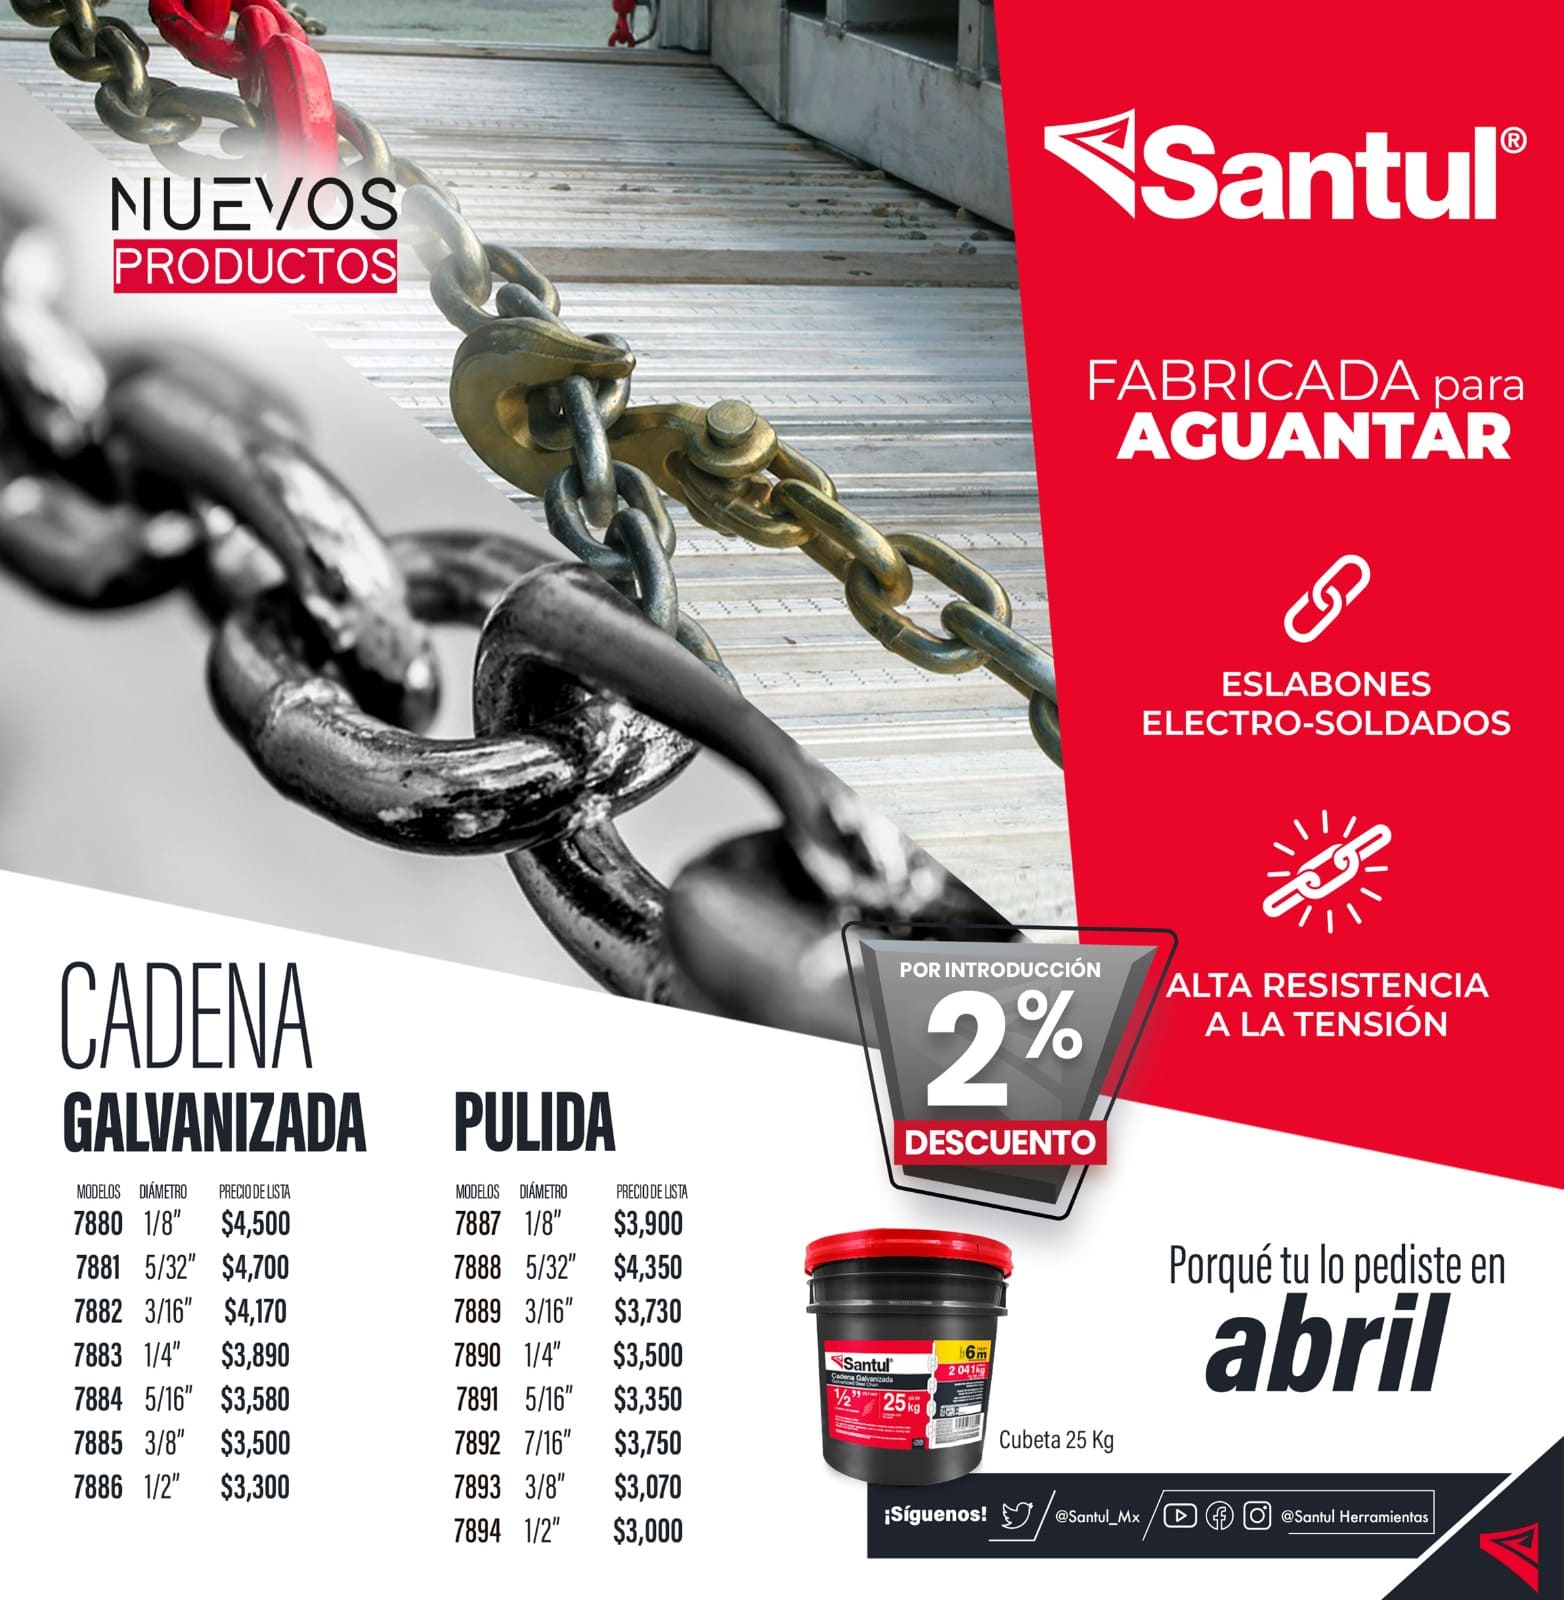 NUEVOS
PRODUCTOS
Santul®
FABRICADA para
AGUANTAR
ESLABONES
ELECTRO-SOLDADOS
ALTA RESISTENCIA
A LA TENSIÓN
POR INTRODUCCIÓN
2%
DESCUENTO
CADENA
GALVANIZADA
MODELOS DIÁMETRO PRECIO DE LISTA
7880 1/8” $4,500
7881 5/32” $4,700
7882 3/16” $4,170
7883 1/4” $3,890
7884 5/16” $3,580
7885 3/8” $3,500
7886 1/2” $3,300
PULIDA
MODELOS DIÁMETRO PRECIO DE LISTA
7887 1/8” $3,900
7888 5/32” $4,350
7889 3/16” $3,730
7890 1/4” $3,500
7891 5/16” $3,350
7892 7/16” $3,750
7893 3/8” $3,070
7894 1/2” $3,000
Santul®
Cadena Galvanizada
Galvanized Steel Chain
1/2”
25 kg
6 m
2 041 kg
Cubeta 25 Kg
Porqué tu lo pediste en
abril
¡Síguenos! @Santul_Mx @Santul Herramientas